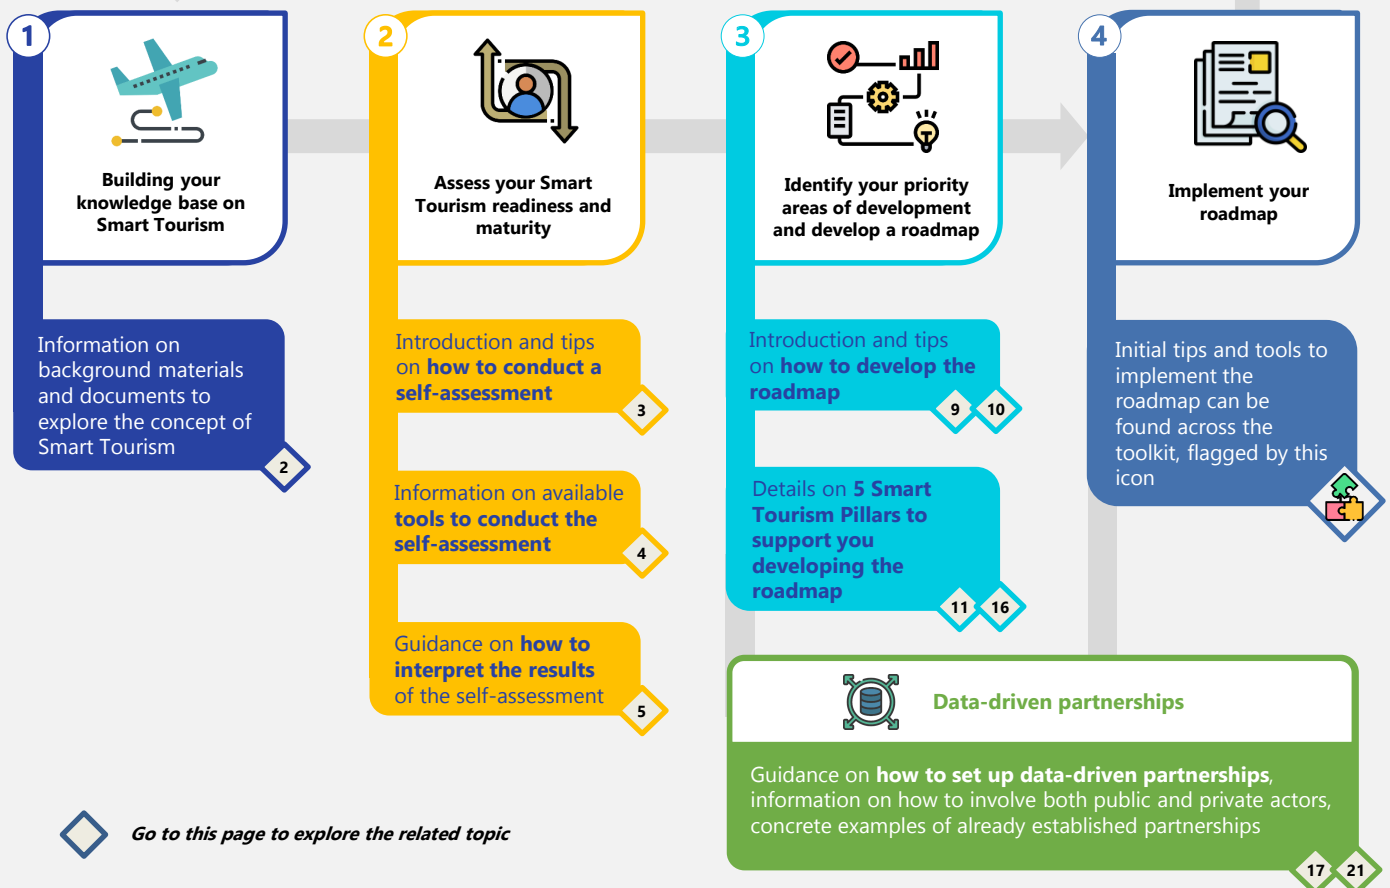 1
Building your
knowledge base on
Smart Tourism
Information on
background materials
and documents to
explore the concept of
Smart Tourism
2
2
Assess your Smart
Tourism readiness and
maturity
Introduction and tips
on how to conduct a
self-assessment
3
Information on available
tools to conduct the
self-assessment
4
Guidance on how to
interpret the results
of the self-assessment
5
3
Identify your priority
areas of development
and develop a roadmap
Introduction and tips
on how to develop the
roadmap
9 10
Details on 5 Smart
Tourism Pillars to
support you
developing the
roadmap
11 16
4
Implement your
roadmap
Initial tips and tools to
implement the
roadmap can be
found across the
toolkit, flagged by this
icon
Data-driven partnerships
Guidance on how to set up data-driven partnerships,
information on how to involve both public and private actors,
concrete examples of already established partnerships
17 21
Go to this page to explore the related topic